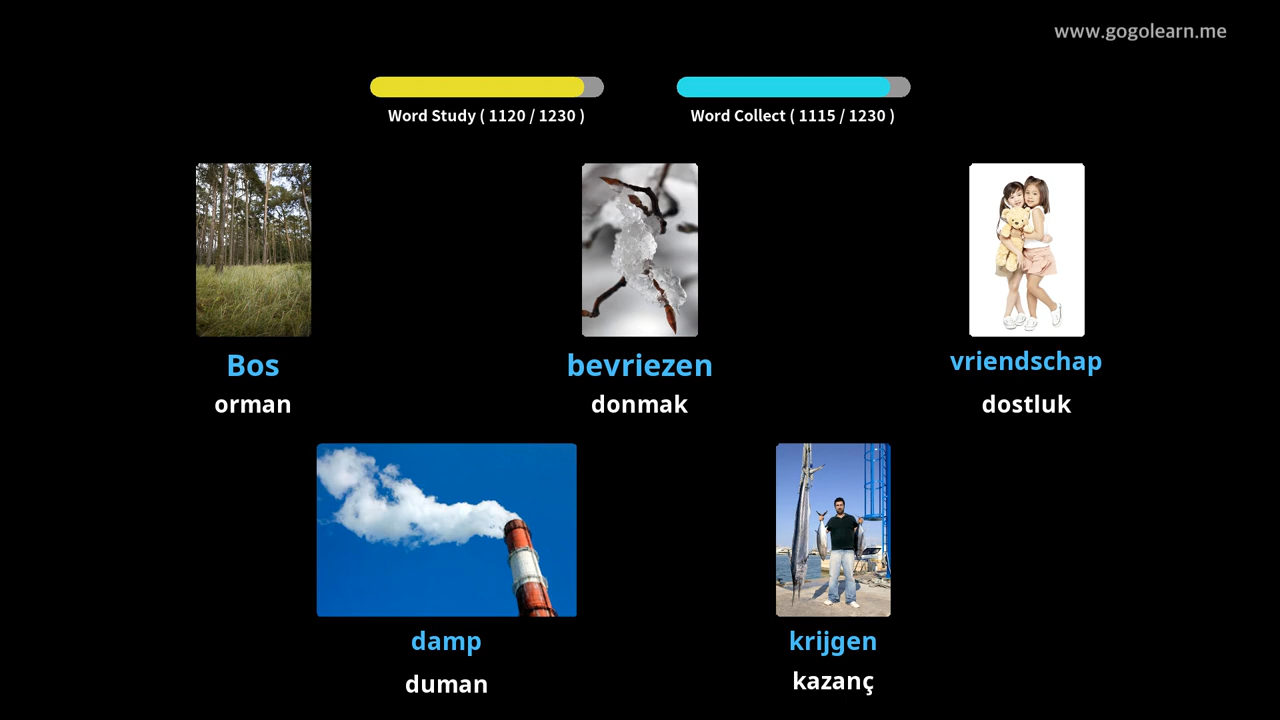 www.gogolearn.me
Word Study ( 1120 / 1230 )
Word Collect ( 1115 / 1230 )
Bos
orman
bevriezen
donmak
vriendschap
dostluk
damp
duman
krijgen
kazanç